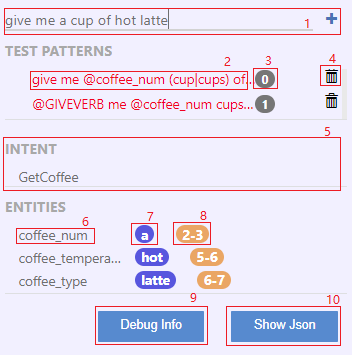 give me a cup of hot latte 1 +
TEST PATTERNS 2 3 4
give me @coffee_num (cup|cups) of... 0
@GIVEVERB me @coffee_num cups... 1
5
INTENT
GetCoffee
ENTITIES
6 7 8
coffee_num a 2-3
coffee_tempera... hot 5-6
coffee_type latte 6-7
9 10
Debug Info Show Json